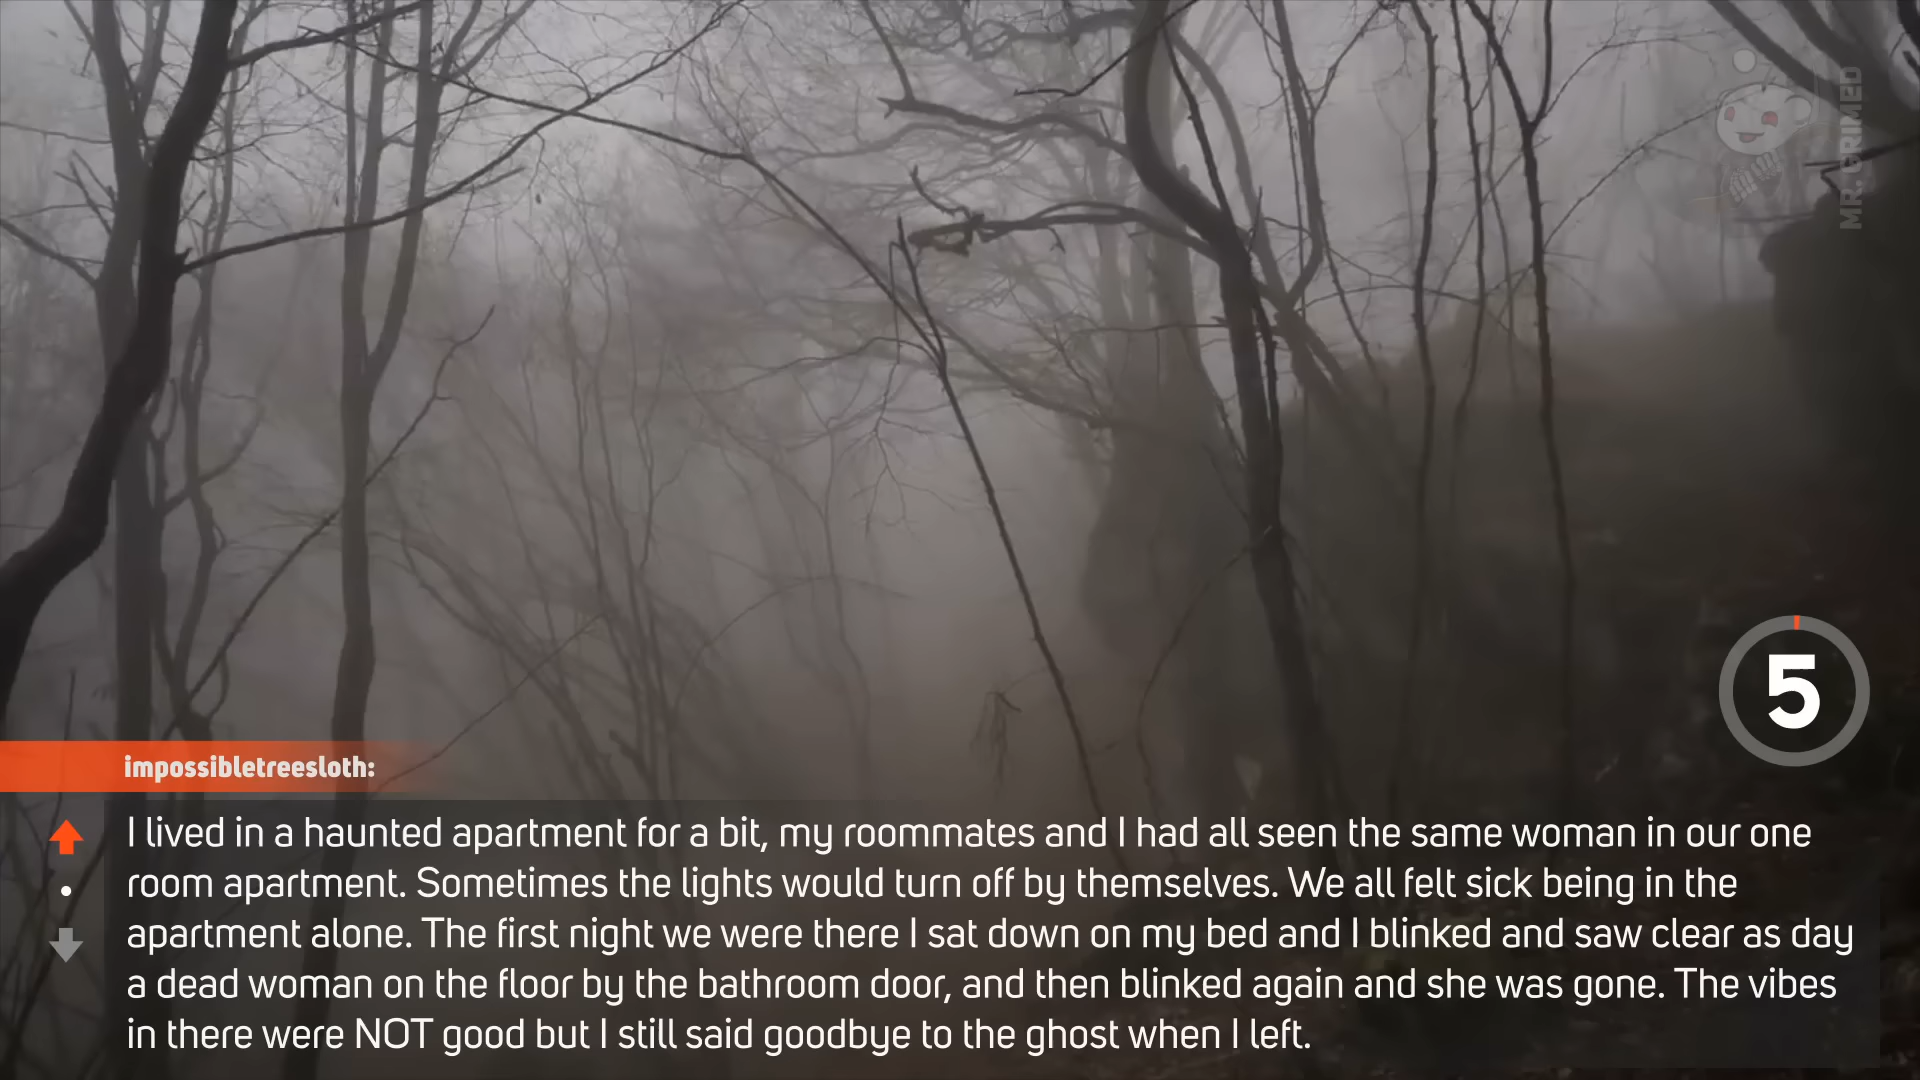 MR. GRIMED
5
impossibletreesloth:
I lived in a haunted apartment for a bit, my roommates and I had all seen the same woman in our one
room apartment. Sometimes the lights would turn off by themselves. We all felt sick being in the
apartment alone. The first night we were there I sat down on my bed and I blinked and saw clear as day
a dead woman on the floor by the bathroom door, and then blinked again and she was gone. The vibes
in there were NOT good but I still said goodbye to the ghost when I left.